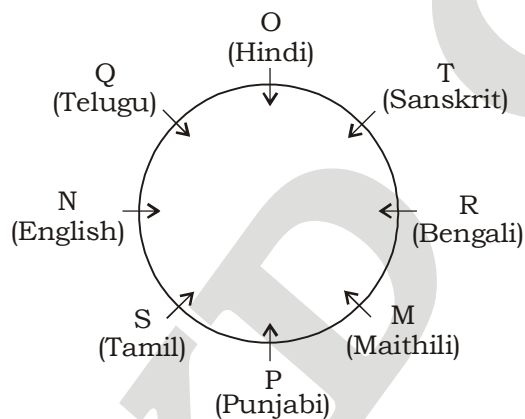 O
(Hindi)
Q
(Telugu)
T
(Sanskrit)
N
(English)
R
(Bengali)
S
(Tamil)
M
(Maithili)
P
(Punjabi)